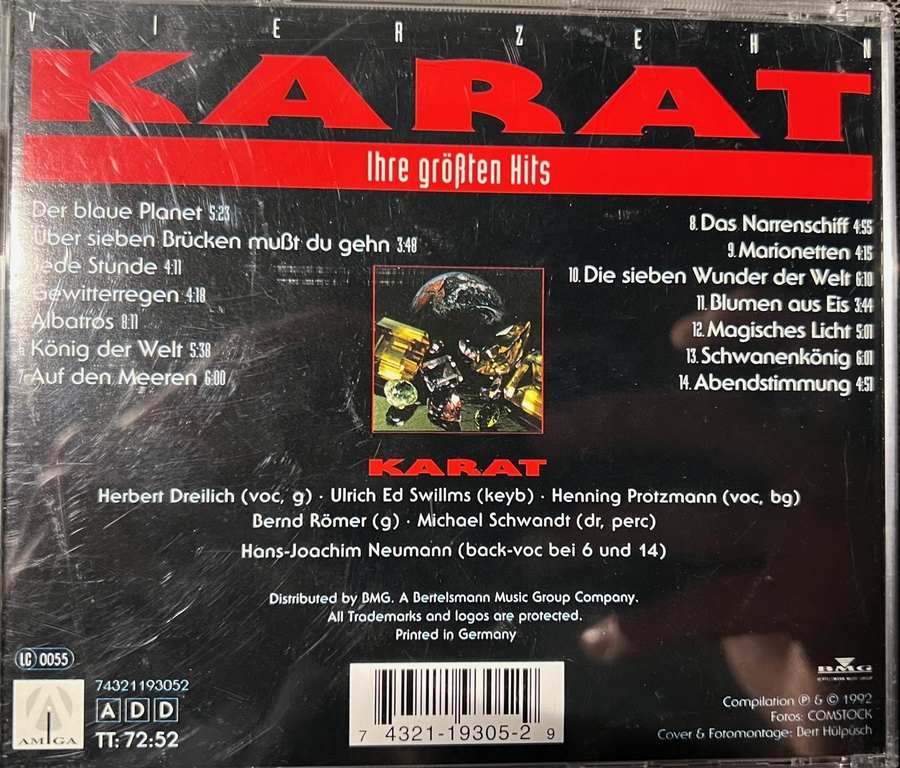 VIERZEHN
KARAT
Ihre größten Hits
Der blaue Planet 5:23
Über sieben Brücken mußt du gehn 3:48
Jede Stunde 4:11
Gewitterregen 4:18
Albatros 8:11
König der Welt 5:38
7. Auf den Meeren 6:00
8. Das Narrenschiff 4:55
9. Marionetten 4:15
10. Die sieben Wunder der Welt 6:10
11. Blumen aus Eis 3:44
12. Magisches Licht 5:01
13. Schwanenkönig 6:01
14. Abendstimmung 4:51
KARAT
Herbert Dreilich (voc, g) · Ulrich Ed Swillms (keyb) · Henning Protzmann (voc, bg)
Bernd Römer (g) · Michael Schwandt (dr, perc)
Hans-Joachim Neumann (back-voc bei 6 und 14)
Distributed by BMG. A Bertelsmann Music Group Company.
All Trademarks and logos are protected.
Printed in Germany
LC 0055
AMIGA
74321193052
ADD
TT: 72:52
7 4321-19305-2 9
BMG
BERTELSMANN MUSIC GROUP
Compilation Ⓟ & © 1992
Fotos: COMSTOCK
Cover & Fotomontage: Bert Hülpüsch